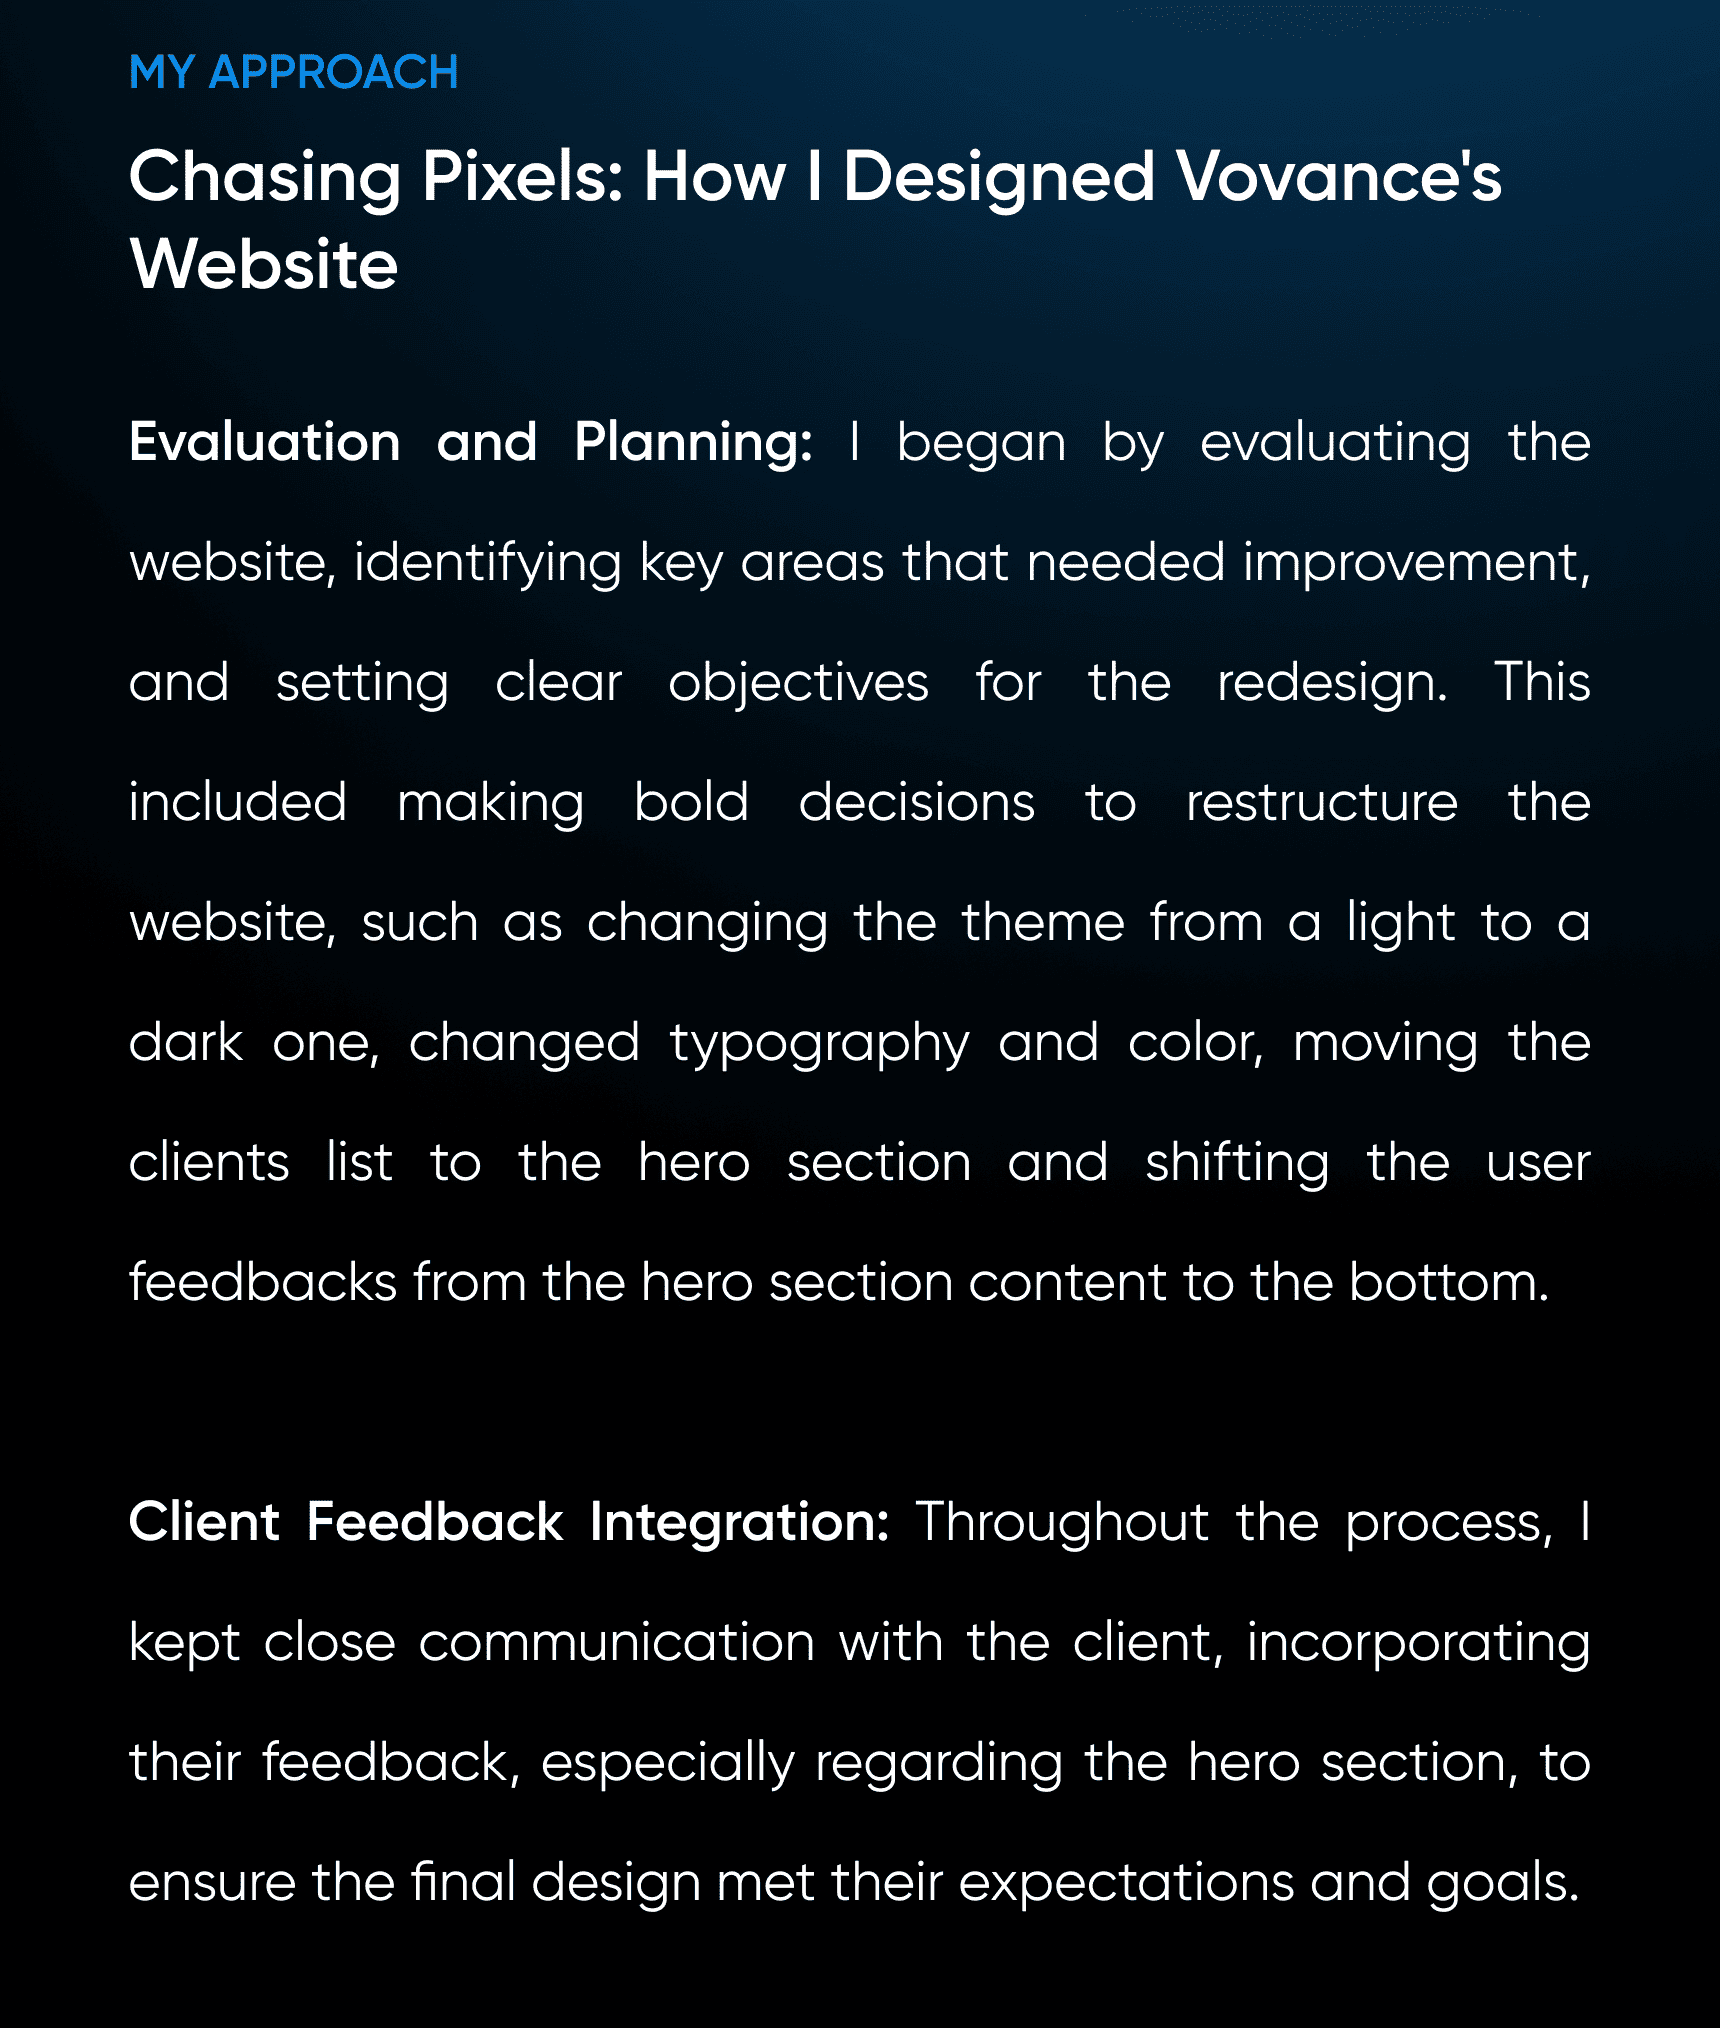 MY APPROACH
Chasing Pixels: How I Designed Vovance's
Website
Evaluation and Planning: I began by evaluating the
website, identifying key areas that needed improvement,
and setting clear objectives for the redesign. This
included making bold decisions to restructure the
website, such as changing the theme from a light to a
dark one, changed typography and color, moving the
clients list to the hero section and shifting the user
feedbacks from the hero section content to the bottom.
Client Feedback Integration: Throughout the process, I
kept close communication with the client, incorporating
their feedback, especially regarding the hero section, to
ensure the final design met their expectations and goals.